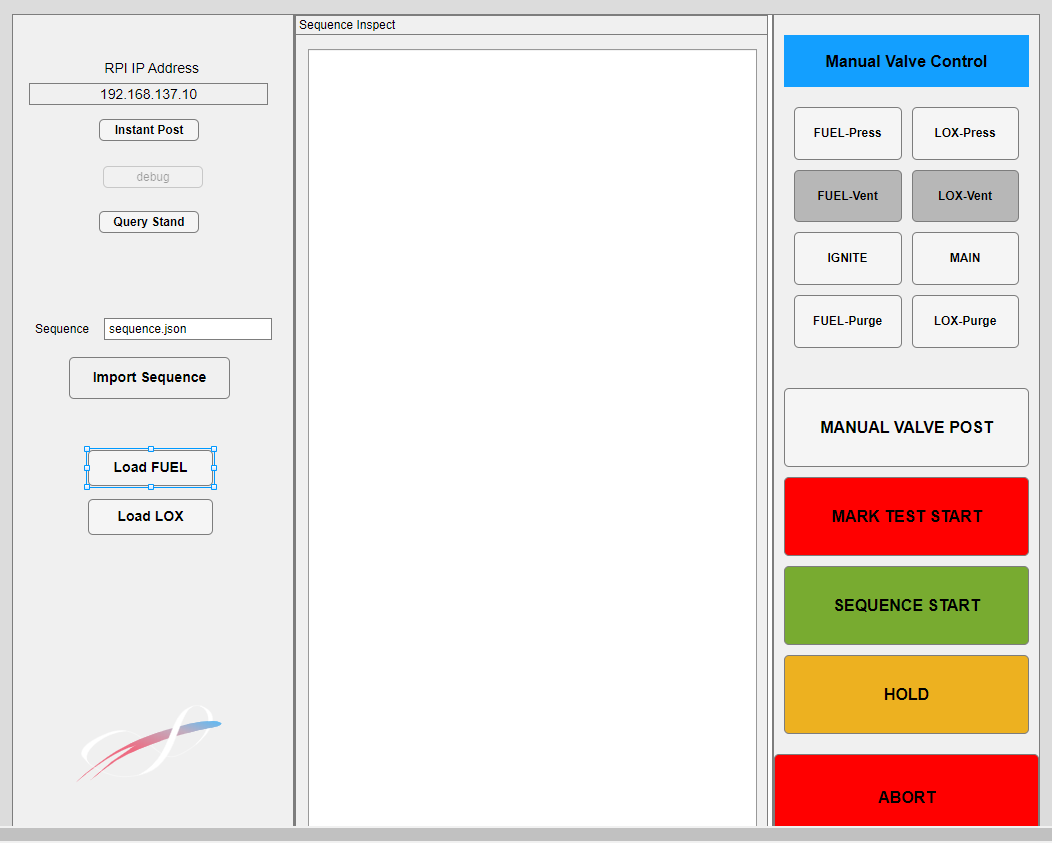 RPI IP Address
192.168.137.10
Instant Post
debug
Query Stand
Sequence sequence.json
Import Sequence
Load FUEL
Load LOX
Sequence Inspect
Manual Valve Control
FUEL-Press LOX-Press
FUEL-Vent LOX-Vent
IGNITE MAIN
FUEL-Purge LOX-Purge
MANUAL VALVE POST
MARK TEST START
SEQUENCE START
HOLD
ABORT